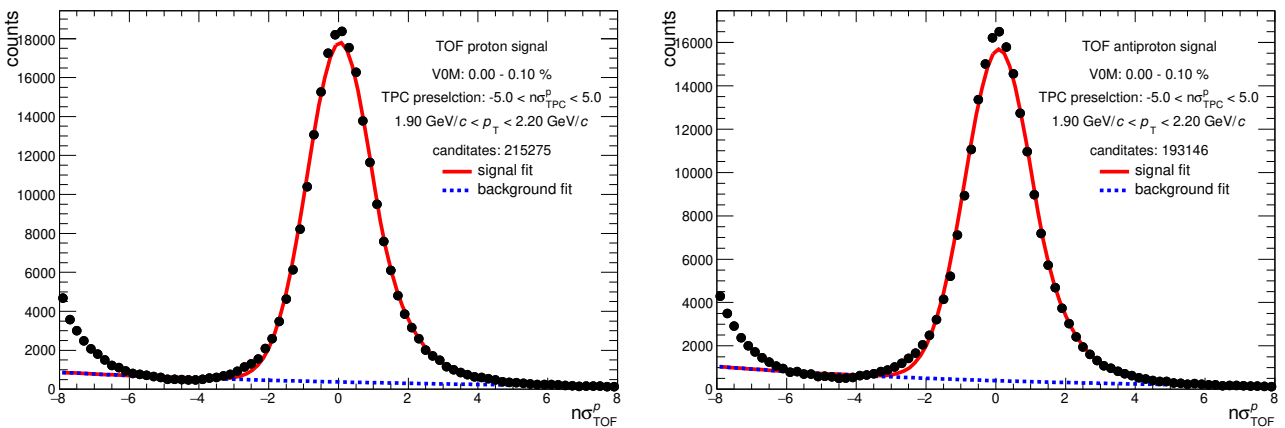 counts
18000
16000
14000
12000
10000
8000
6000
4000
2000
0
TOF proton signal
V0M: 0.00 - 0.10 %
TPC preselction: -5.0 < nσ^p_TPC < 5.0
1.90 GeV/c < p_T < 2.20 GeV/c
canditates: 215275
signal fit
background fit
−8 −6 −4 −2 0 2 4 6 8
nσ^p_TOF
counts
16000
14000
12000
10000
8000
6000
4000
2000
0
TOF antiproton signal
V0M: 0.00 - 0.10 %
TPC preselction: -5.0 < nσ^p_TPC < 5.0
1.90 GeV/c < p_T < 2.20 GeV/c
canditates: 193146
signal fit
background fit
−8 −6 −4 −2 0 2 4 6 8
nσ^p_TOF